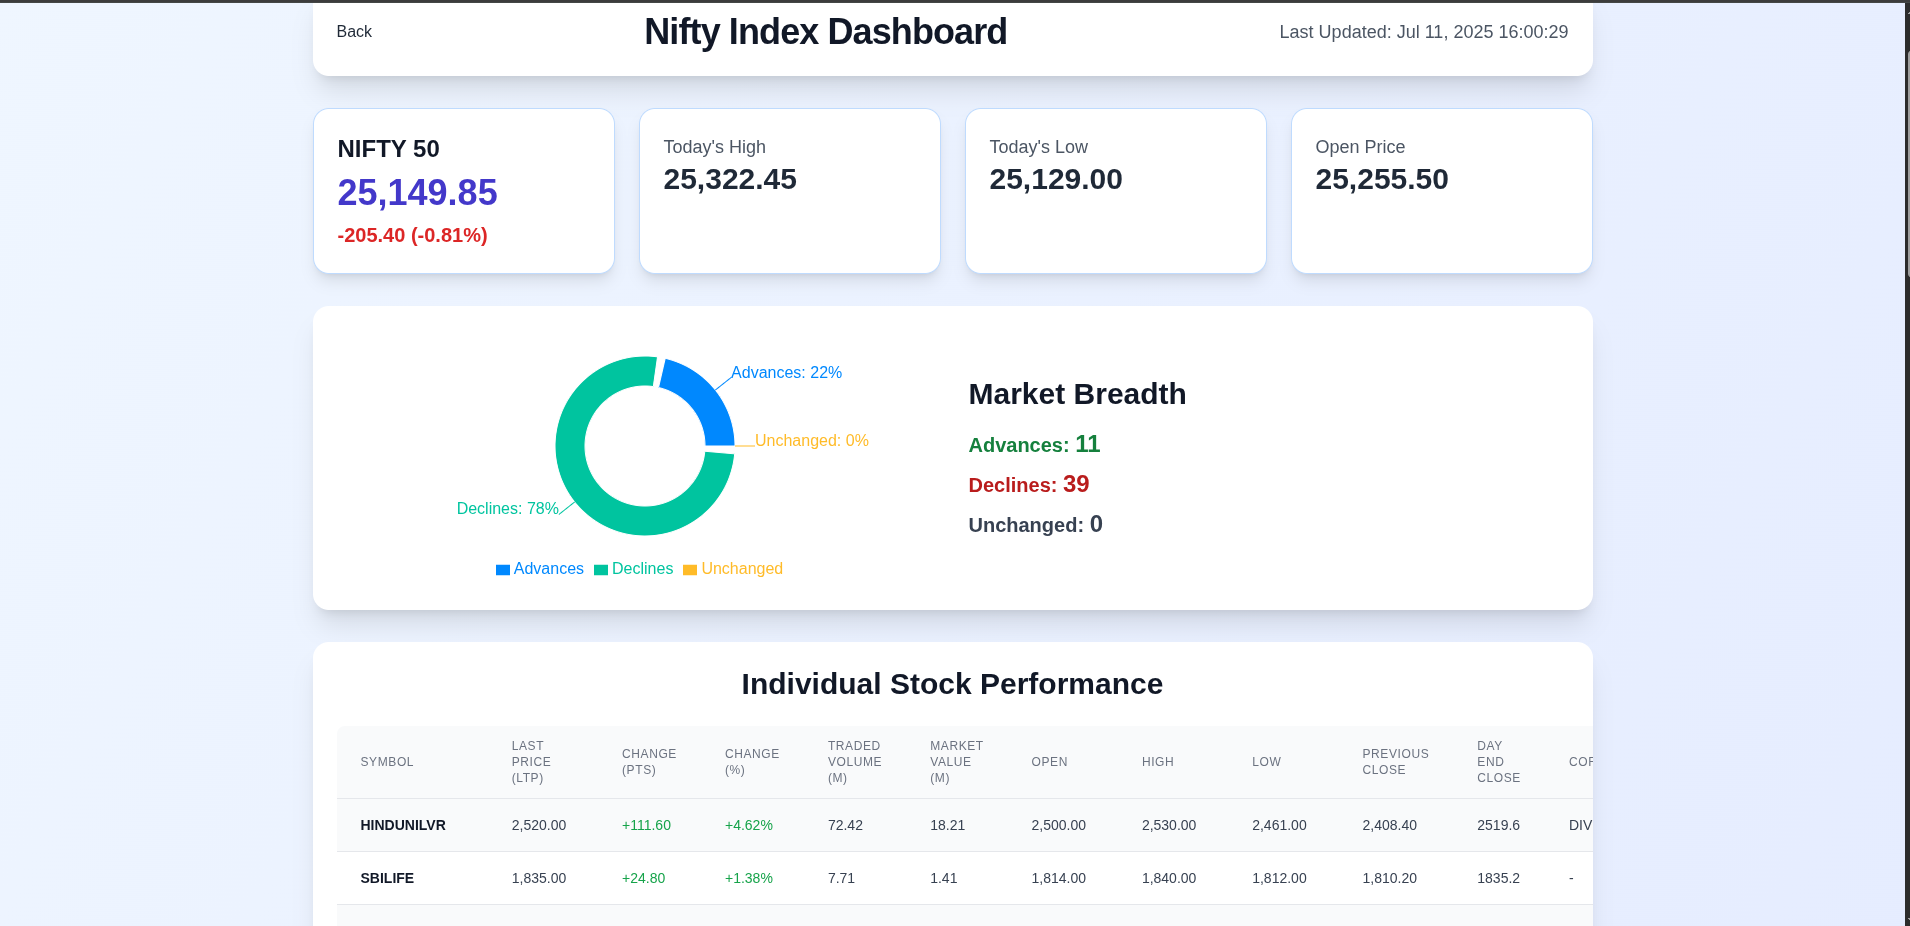 Back
Nifty Index Dashboard
Last Updated: Jul 11, 2025 16:00:29
NIFTY 50
25,149.85
-205.40 (-0.81%)
Today's High
25,322.45
Today's Low
25,129.00
Open Price
25,255.50
Advances: 22%
Unchanged: 0%
Declines: 78%
Advances Declines Unchanged
Market Breadth
Advances: 11
Declines: 39
Unchanged: 0
Individual Stock Performance
SYMBOL
LAST
PRICE
(LTP)
CHANGE
(PTS)
CHANGE
(%)
TRADED
VOLUME
(M)
MARKET
VALUE
(M)
OPEN
HIGH
LOW
PREVIOUS
CLOSE
DAY
END
CLOSE
HINDUNILVR 2,520.00 +111.60 +4.62% 72.42 18.21 2,500.00 2,530.00 2,461.00 2,408.40 2519.6 DIV
SBILIFE 1,835.00 +24.80 +1.38% 7.71 1.41 1,814.00 1,840.00 1,812.00 1,810.20 1835.2 -